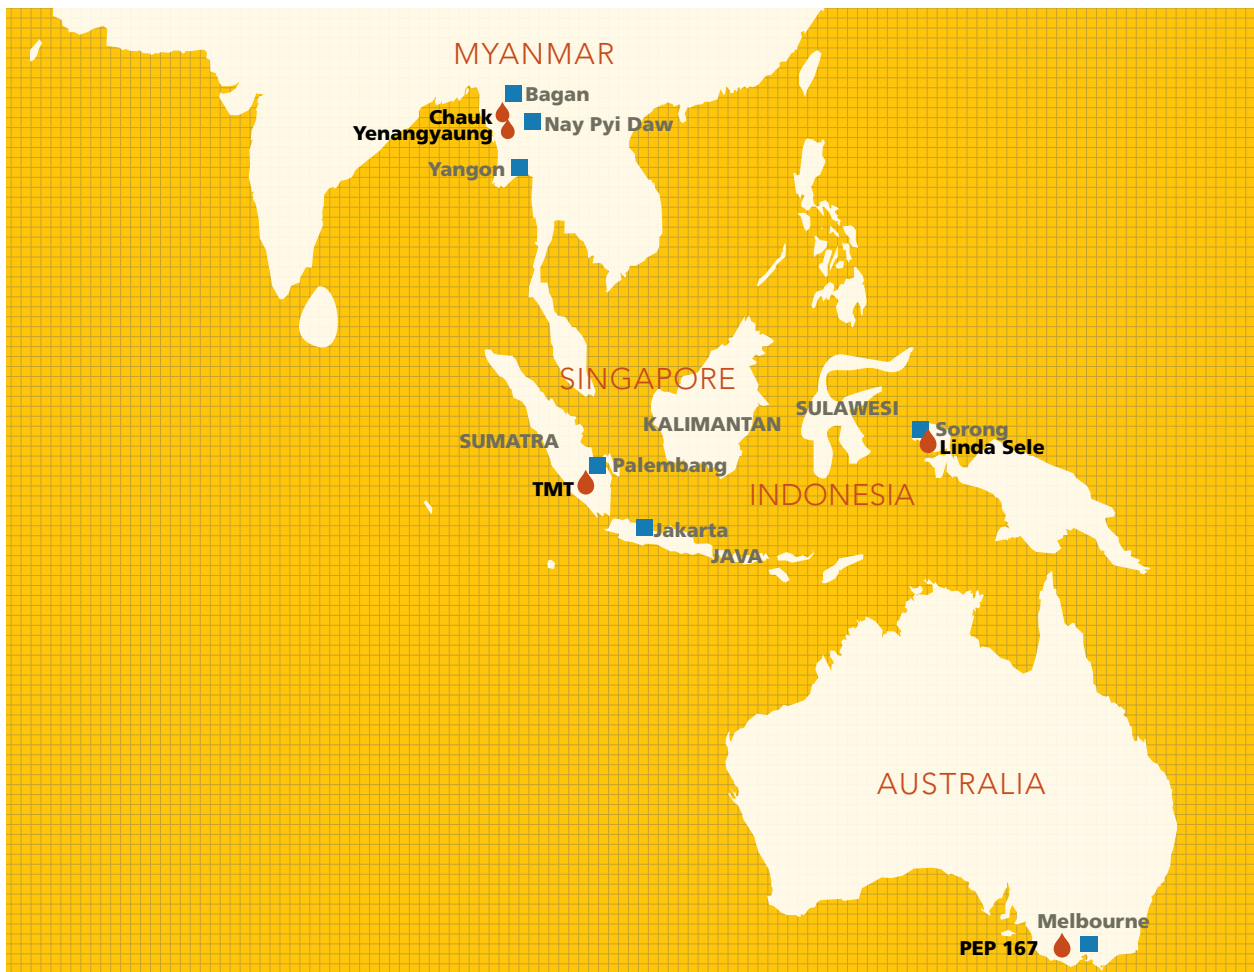 MYANMAR
Bagan
Chauk
Nay Pyi Daw
Yenangyaung
Yangon
SINGAPORE
SULAWESI
KALIMANTAN
Sorong
SUMATRA
Linda Sele
Palembang
TMT
INDONESIA
Jakarta
JAVA
AUSTRALIA
Melbourne
PEP 167